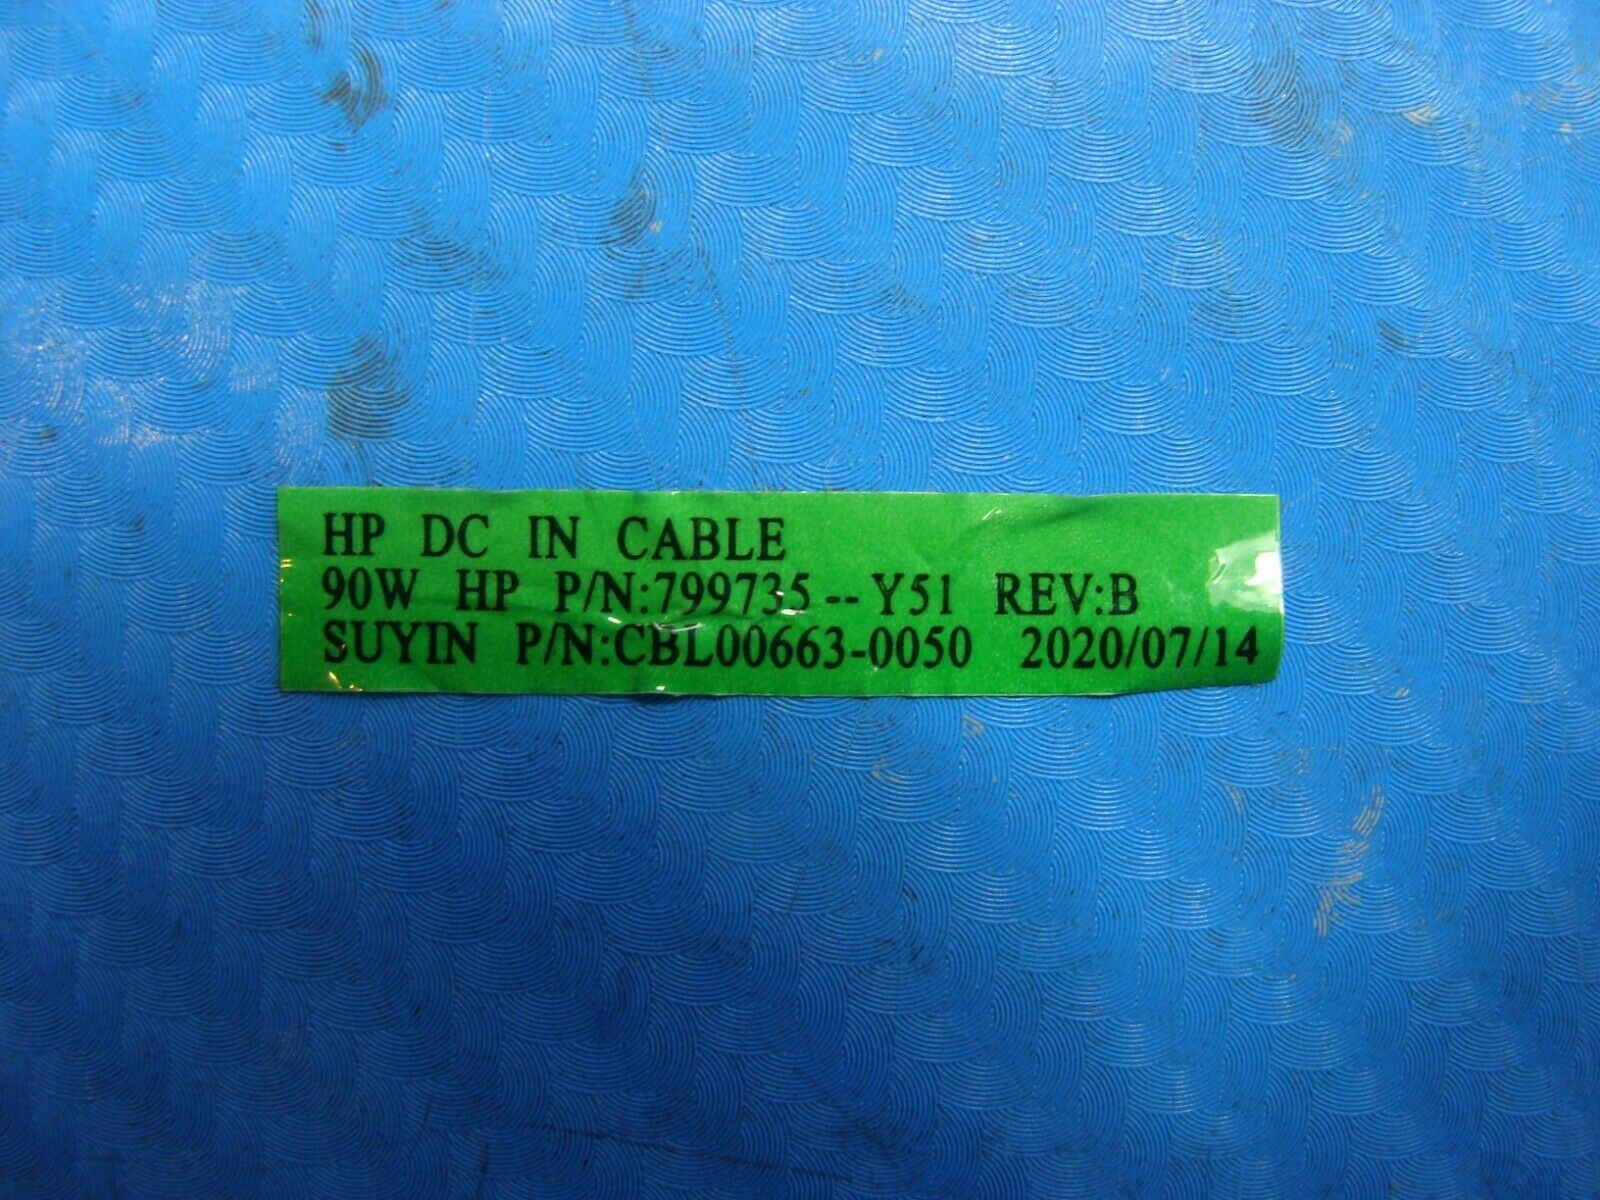 HP DC IN CABLE
90W HP P/N:799735--Y51 REV:B
SUYIN P/N:CBL00663-0050 2020/07/14